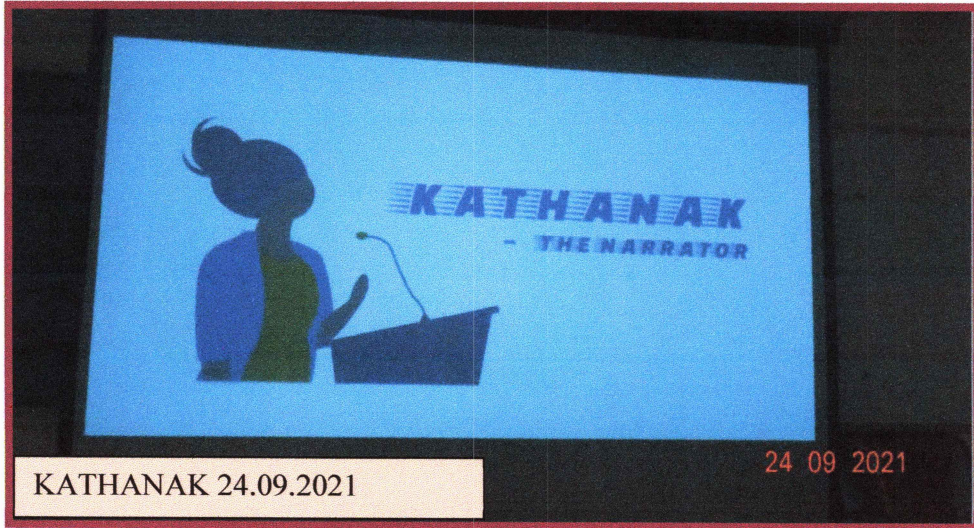 KATHANAK
- THE NARRATOR
24 09 2021
KATHANAK 24.09.2021